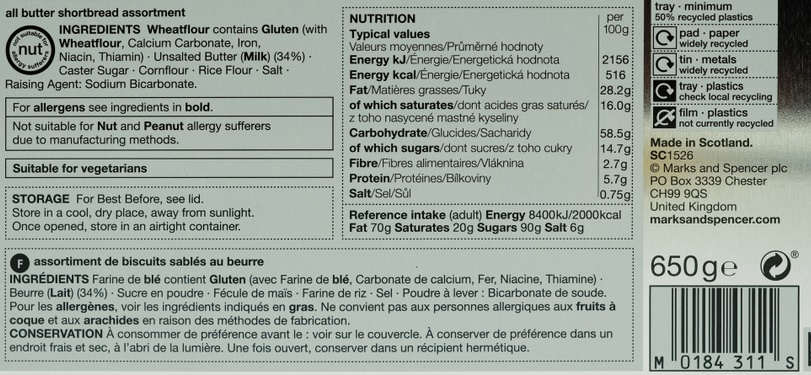 all butter shortbread assortment
not suitable for
nut
allergy sufferers
INGREDIENTS Wheatflour contains Gluten (with
Wheatflour, Calcium Carbonate, Iron,
Niacin, Thiamin) · Unsalted Butter (Milk) (34%) ·
Caster Sugar · Cornflour · Rice Flour · Salt ·
Raising Agent: Sodium Bicarbonate.
For allergens see ingredients in bold.
Not suitable for Nut and Peanut allergy sufferers
due to manufacturing methods.
Suitable for vegetarians
STORAGE For Best Before, see lid.
Store in a cool, dry place, away from sunlight.
Once opened, store in an airtight container.
NUTRITION per
Typical values 100g
Valeurs moyennes/Průměrné hodnoty
Energy kJ/Énergie/Energetická hodnota 2156
Energy kcal/Énergie/Energetická hodnota 516
Fat/Matières grasses/Tuky 28.2g
of which saturates/dont acides gras saturés/ 16.0g
z toho nasycené mastné kyseliny
Carbohydrate/Glucides/Sacharidy 58.5g
of which sugars/dont sucres/z toho cukry 14.7g
Fibre/Fibres alimentaires/Vláknina 2.7g
Protein/Protéines/Bílkoviny 5.7g
Salt/Sel/Sůl 0.75g
Reference intake (adult) Energy 8400kJ/2000kcal
Fat 70g Saturates 20g Sugars 90g Salt 6g
F assortiment de biscuits sablés au beurre
INGRÉDIENTS Farine de blé contient Gluten (avec Farine de blé, Carbonate de calcium, Fer, Niacine, Thiamine) ·
Beurre (Lait) (34%) · Sucre en poudre · Fécule de maïs · Farine de riz · Sel · Poudre à lever : Bicarbonate de soude.
Pour les allergènes, voir les ingrédients indiqués en gras. Ne convient pas aux personnes allergiques aux fruits à
coque et aux arachides en raison des méthodes de fabrication.
CONSERVATION À consommer de préférence avant le : voir sur le couvercle. À conserver de préférence dans un
endroit frais et sec, à l'abri de la lumière. Une fois ouvert, conserver dans un récipient hermétique.
tray · minimum
50% recycled plastics
pad · paper
widely recycled
tin · metals
widely recycled
tray · plastics
check local recycling
film · plastics
not currently recycled
Made in Scotland.
SC1526
© Marks and Spencer plc
PO Box 3339 Chester
CH99 9QS
United Kingdom
marksandspencer.com
650g e ®
M 0184 311 S